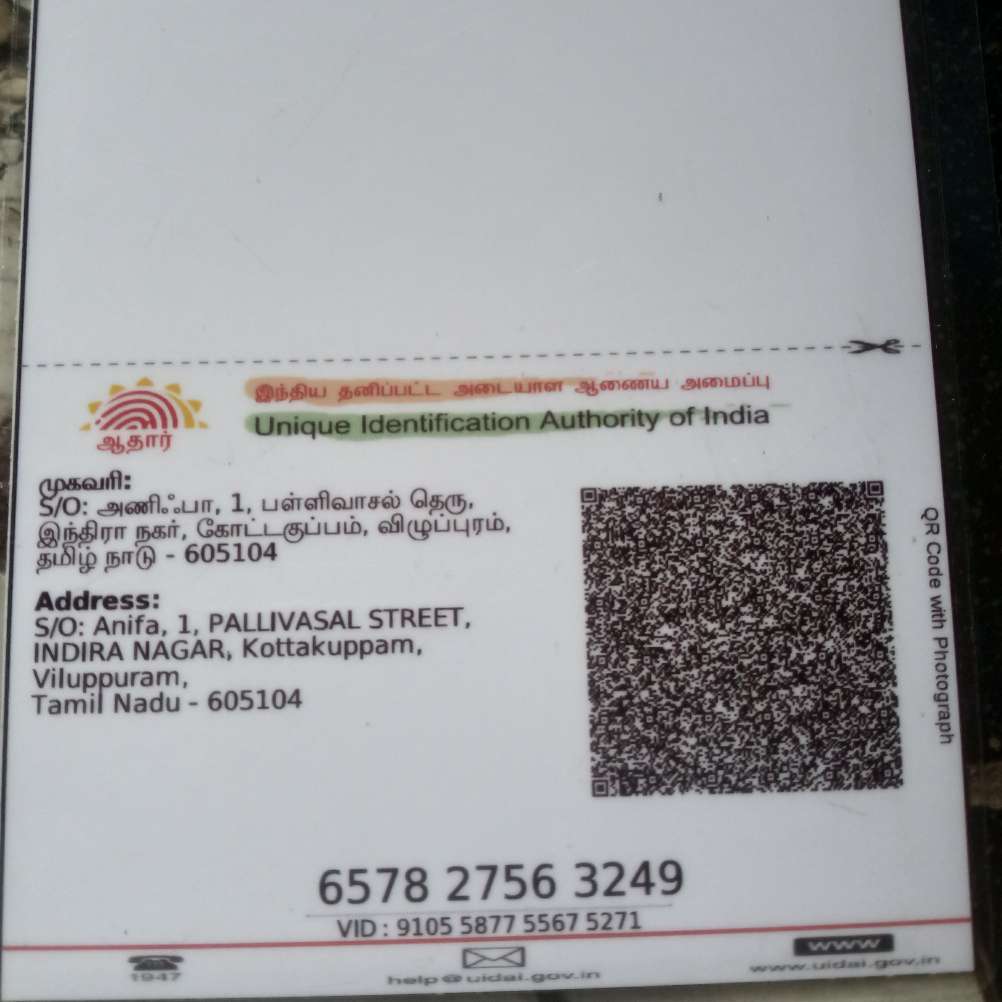 இந்திய தனிப்பட்ட அடையாள ஆணைய அமைப்பு
Unique Identification Authority of India
ஆதார்
முகவரி:
S/O: அணிஃபா, 1, பள்ளிவாசல் தெரு,
இந்திரா நகர், கோட்டகுப்பம், விழுப்புரம்,
தமிழ் நாடு - 605104
Address:
S/O: Anifa, 1, PALLIVASAL STREET,
INDIRA NAGAR, Kottakuppam,
Viluppuram,
Tamil Nadu - 605104
QR Code with Photograph
6578 2756 3249
VID : 9105 5877 5567 5271
1947
help@uidai.gov.in
www
www.uidai.gov.in